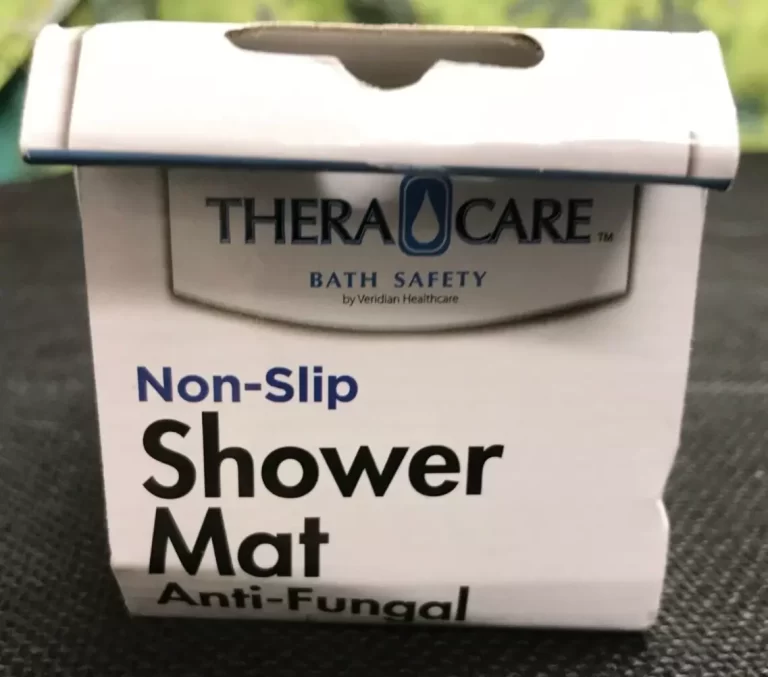 THERA CARE™
BATH SAFETY
by Veridian Healthcare
Non-Slip
Shower
Mat
Anti-Fungal